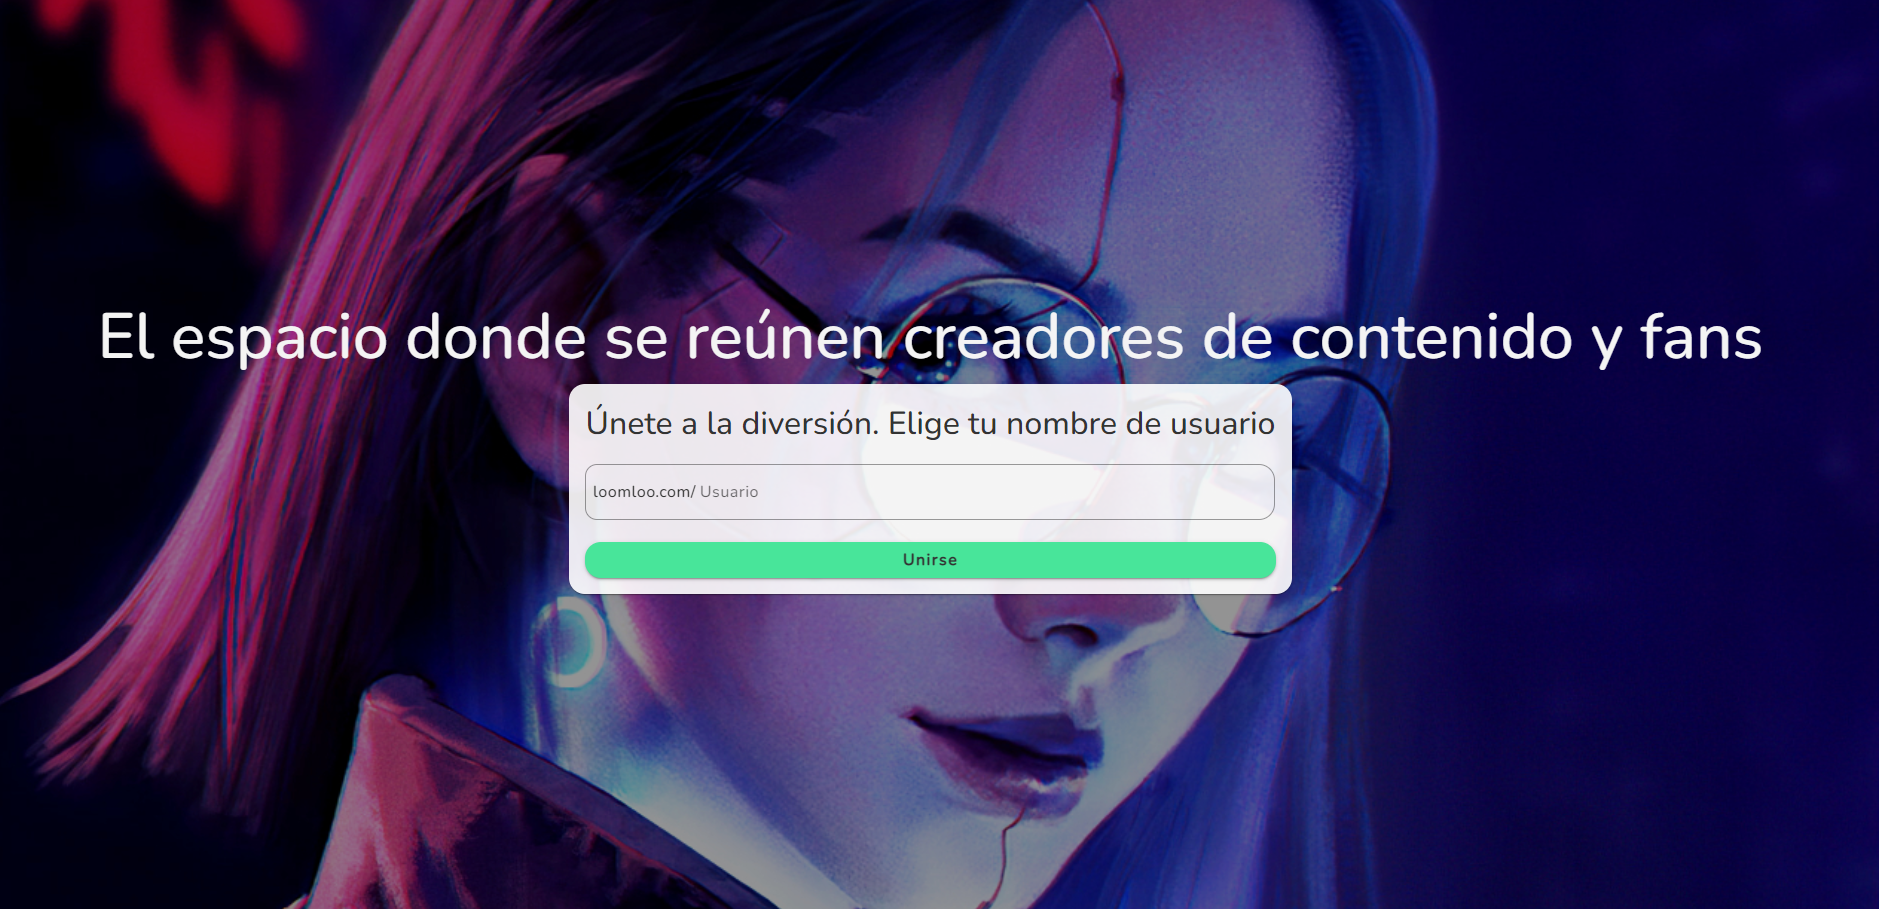 El espacio donde se reúnen creadores de contenido y fans
Únete a la diversión. Elige tu nombre de usuario
loomloo.com/ Usuario
Unirse